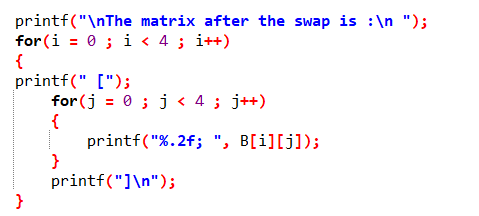 printf("\nThe matrix after the swap is :\n ");
for(i = 0 ; i < 4 ; i++)
{
printf(" [");
for(j = 0 ; j < 4 ; j++)
{
printf("%.2f; ", B[i][j]);
}
printf("]\n");
}